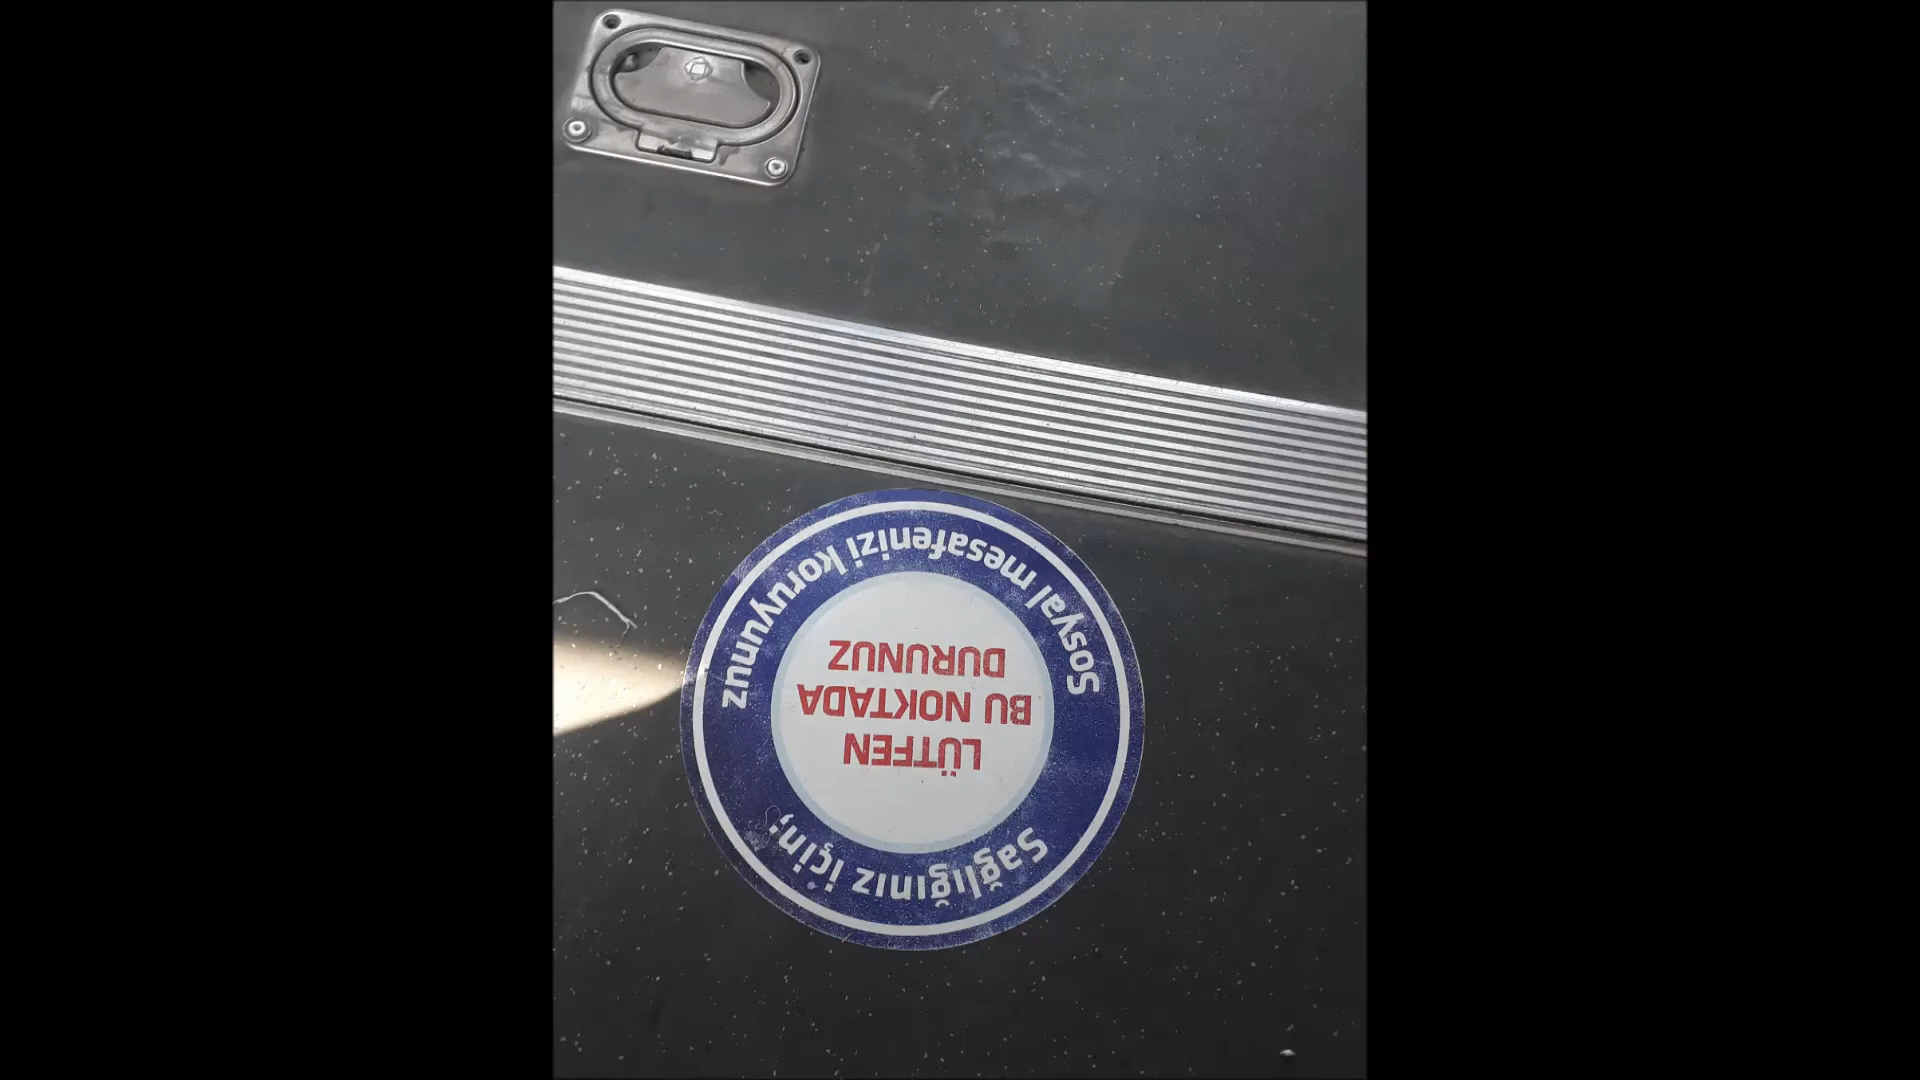 Sağlığınız için;
LÜTFEN
BU NOKTADA
DURUNUZ
Sosyal mesafenizi koruyunuz